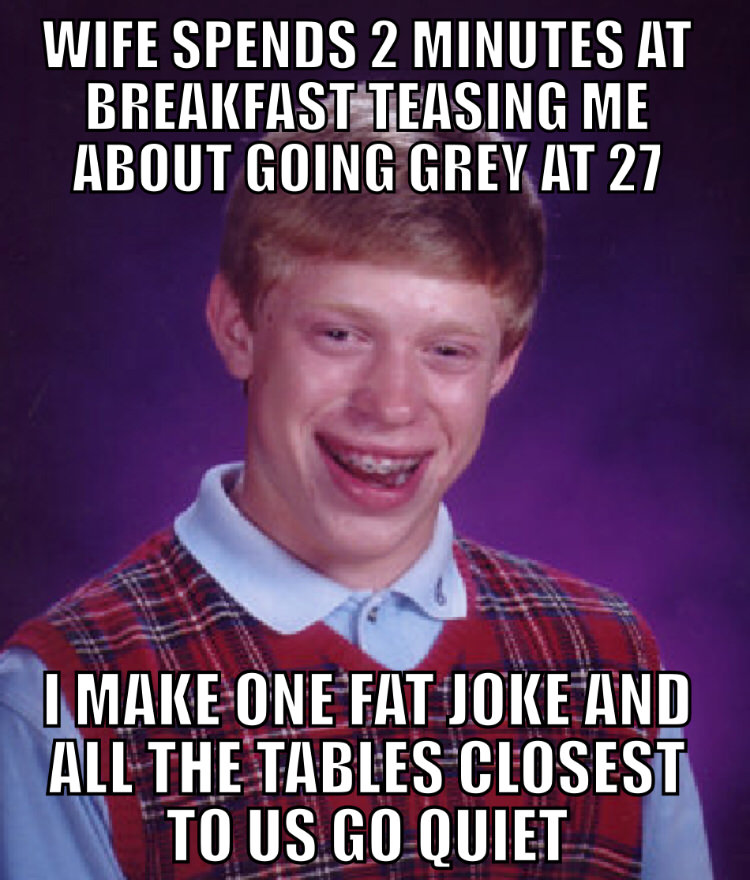 WIFE SPENDS 2 MINUTES AT
BREAKFAST TEASING ME
ABOUT GOING GREY AT 27
I MAKE ONE FAT JOKE AND
ALL THE TABLES CLOSEST
TO US GO QUIET